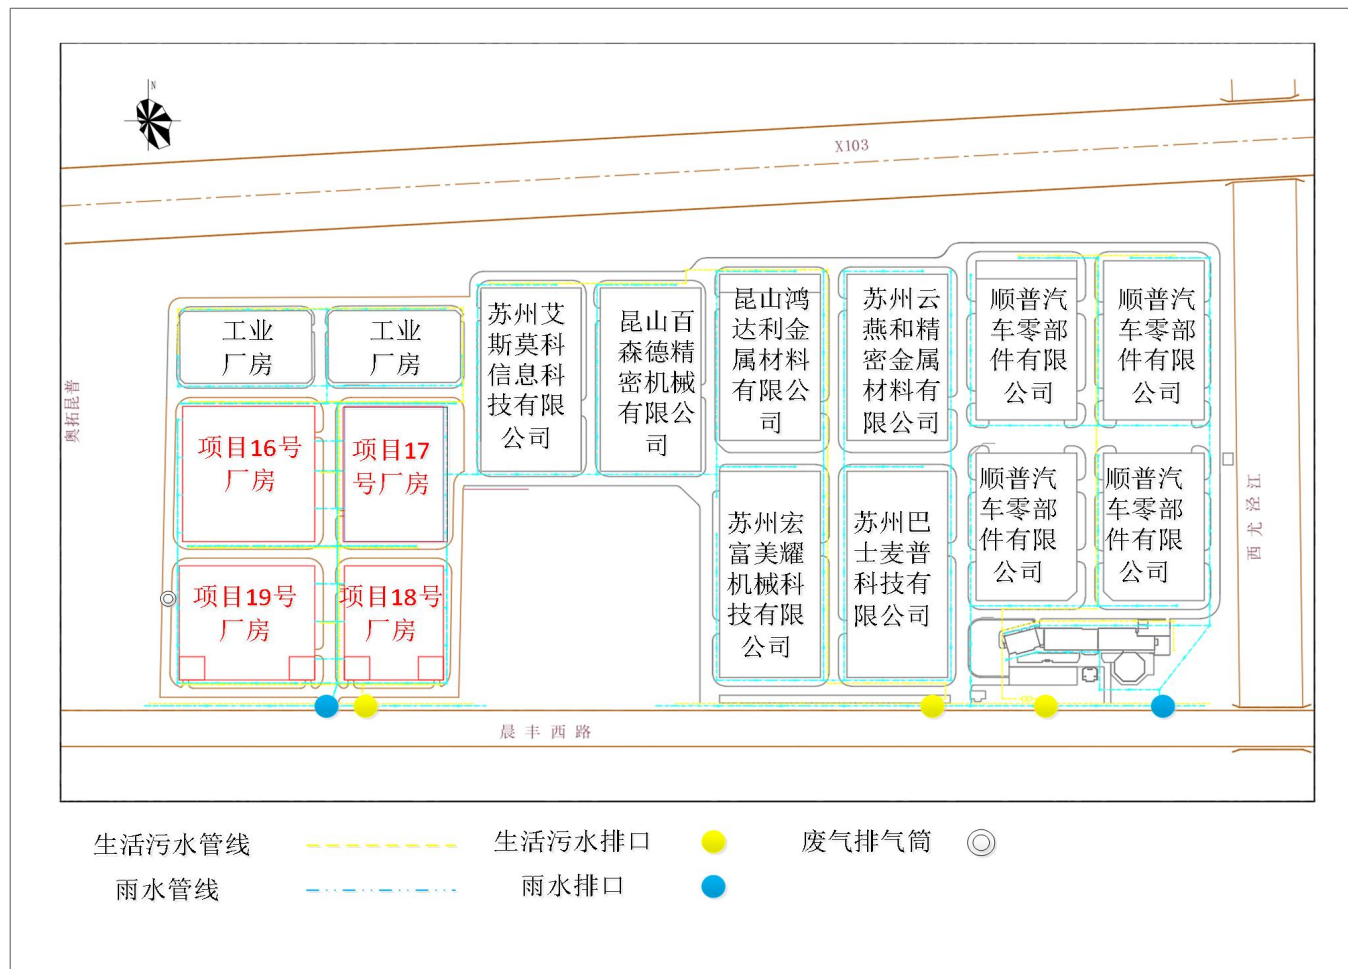 N
X103
工业
厂房
工业
厂房
苏州艾
斯莫科
信息科
技有限
公司
昆山百
森德精
密机械
有限公
司
昆山鸿
达利金
属材料
有限公
司
苏州云
燕和精
密金属
材料有
限公司
顺普汽
车零部
件有限
公司
顺普汽
车零部
件有限
公司
奥拓昆普
项目16号
厂房
项目17
号厂房
项目19号
厂房
项目18号
厂房
苏州宏
富美耀
机械科
技有限
公司
苏州巴
士麦普
科技有
限公司
顺普汽
车零部
件有限
公司
顺普汽
车零部
件有限
公司
西尤泾江
晨丰西路
生活污水管线
生活污水排口
废气排气筒
雨水管线
雨水排口